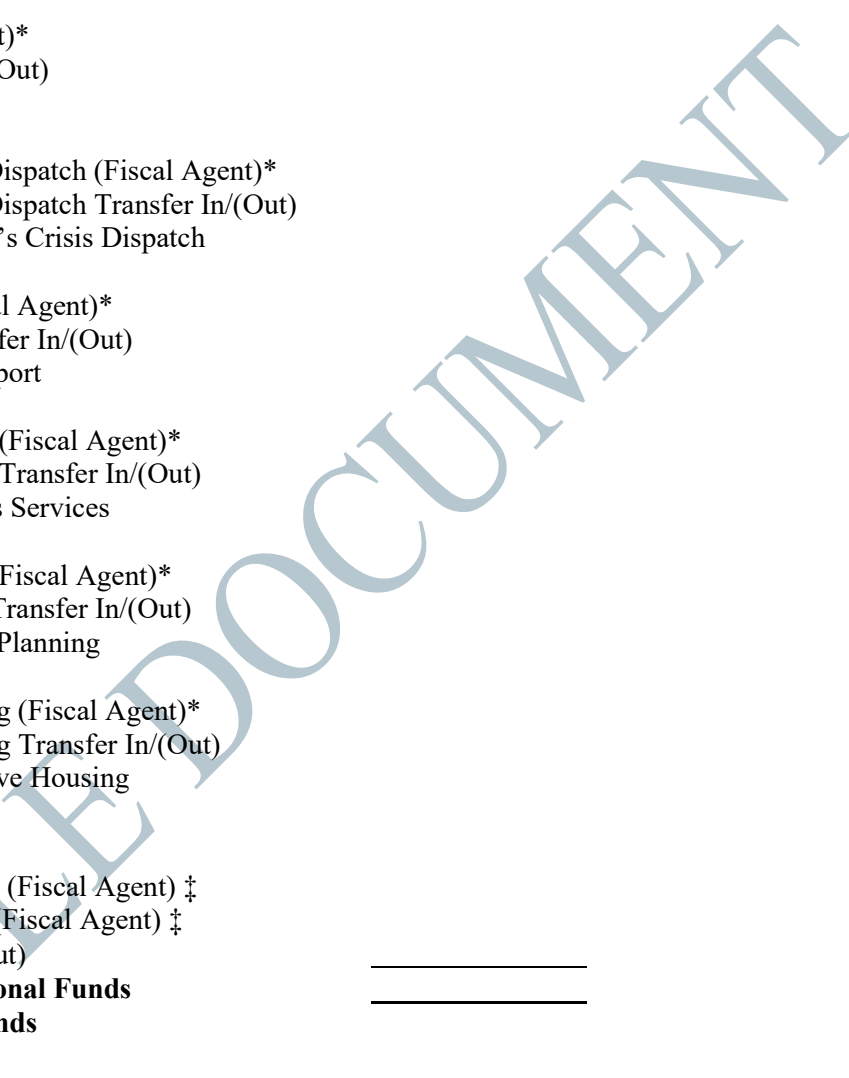 t)*
Out)
Dispatch (Fiscal Agent)*
Dispatch Transfer In/(Out)
's Crisis Dispatch
l Agent)*
fer In/(Out)
port
(Fiscal Agent)*
Transfer In/(Out)
s Services
Fiscal Agent)*
Transfer In/(Out)
Planning
g (Fiscal Agent)*
g Transfer In/(Out)
ve Housing
(Fiscal Agent) ‡
(Fiscal Agent) ‡
ut)
onal Funds
nds
LE DOCUMENT